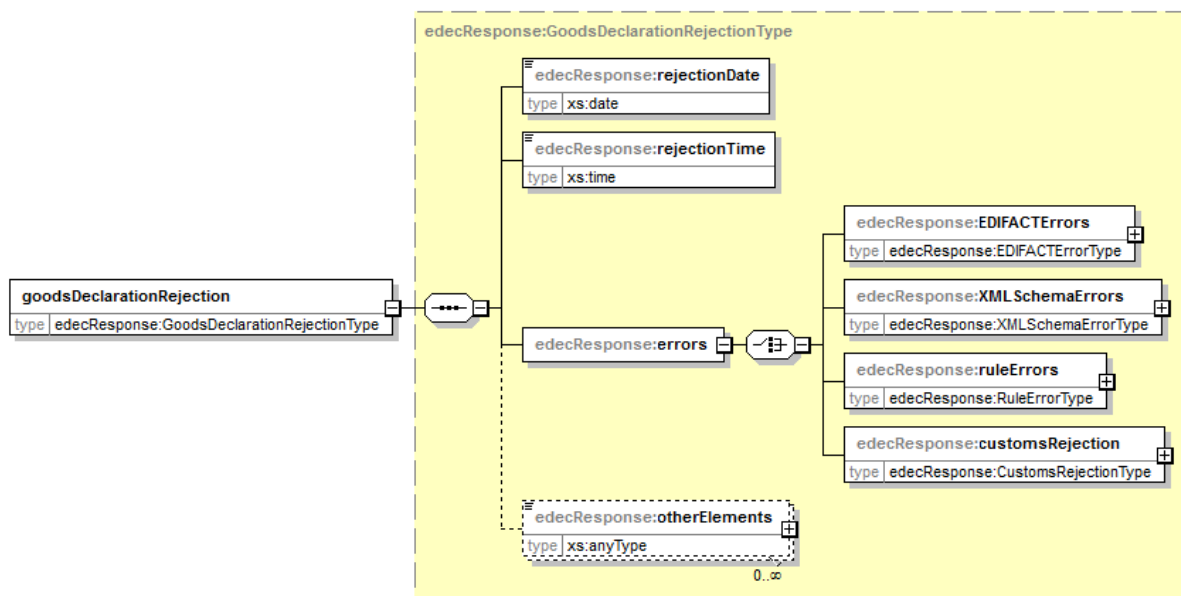 edecResponse:GoodsDeclarationRejectionType
edecResponse:rejectionDate
type xs:date
edecResponse:rejectionTime
type xs:time
edecResponse:EDIFACTErrors
type edecResponse:EDIFACTErrorType
goodsDeclarationRejection
type edecResponse:GoodsDeclarationRejectionType
edecResponse:XMLSchemaErrors
type edecResponse:XMLSchemaErrorType
edecResponse:errors
edecResponse:ruleErrors
type edecResponse:RuleErrorType
edecResponse:customsRejection
type edecResponse:CustomsRejectionType
edecResponse:otherElements
type xs:anyType
0..∞